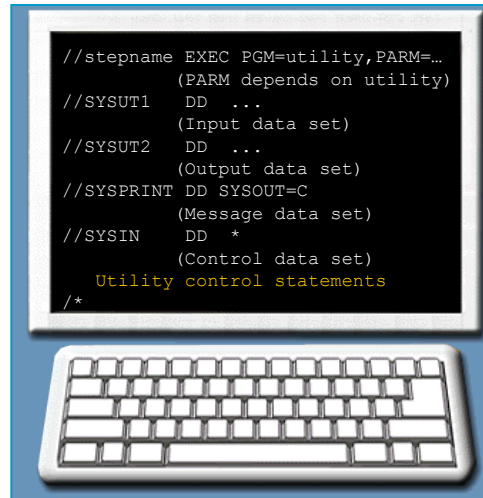 //stepname EXEC PGM=utility,PARM=…
(PARM depends on utility)
//SYSUT1 DD ...
(Input data set)
//SYSUT2 DD ...
(Output data set)
//SYSPRINT DD SYSOUT=C
(Message data set)
//SYSIN DD *
(Control data set)
Utility control statements
/*